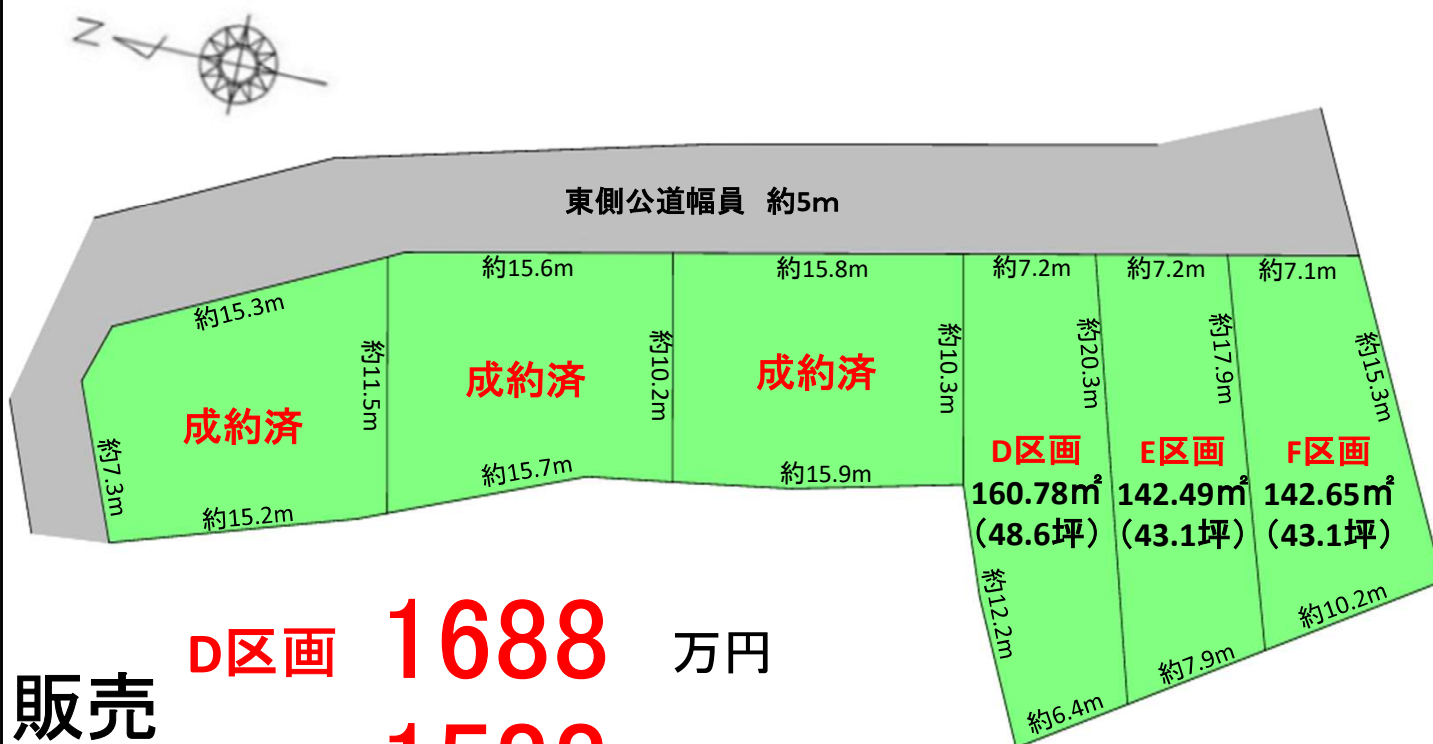 Z
東側公道幅員 約5m
約15.3m
約15.6m
約15.8m
約7.2m
約7.2m
約7.1m
約11.5m
約10.2m
約10.3m
約20.3m
約17.9m
約15.3m
成約済
成約済
成約済
約7.3m
約15.2m
約15.7m
約15.9m
D区画
160.78㎡
(48.6坪)
E区画
142.49㎡
(43.1坪)
F区画
142.65㎡
(43.1坪)
約12.2m
約6.4m
約7.9m
約10.2m
D区画 1688 万円
販売